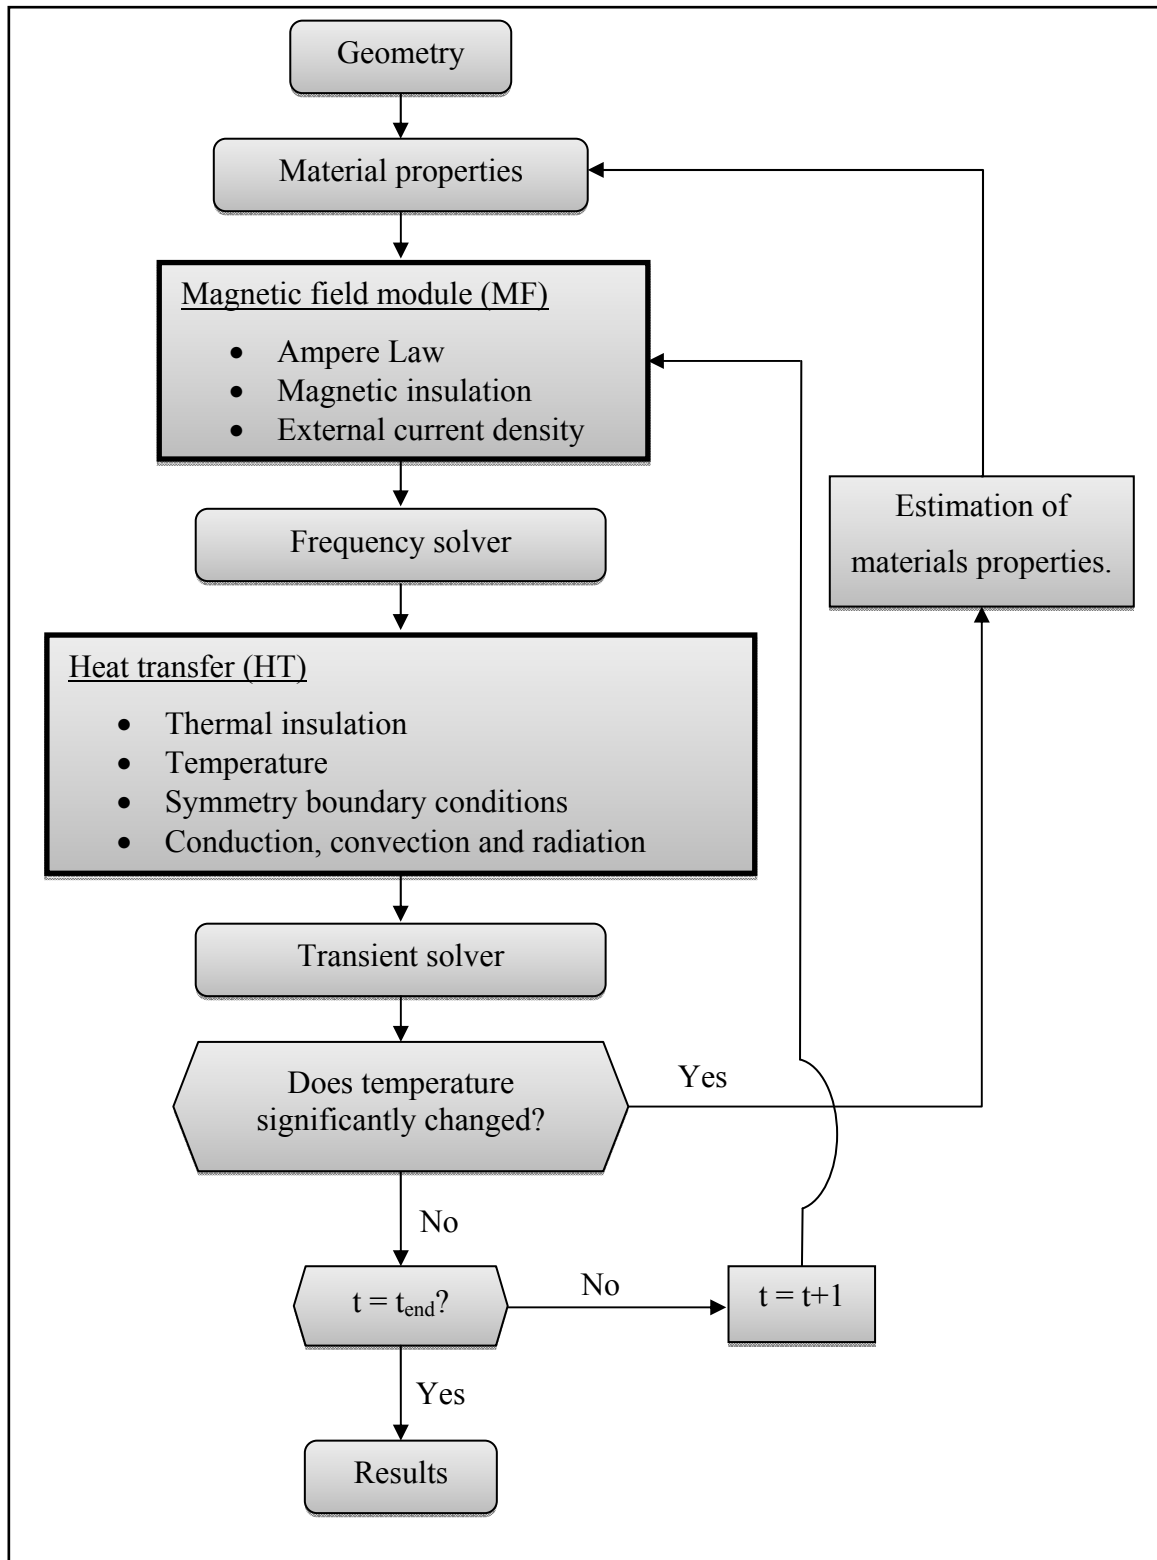 Geometry
Material properties
Magnetic field module (MF)
• Ampere Law
• Magnetic insulation
• External current density
Frequency solver
Estimation of
materials properties.
Heat transfer (HT)
• Thermal insulation
• Temperature
• Symmetry boundary conditions
• Conduction, convection and radiation
Transient solver
Does temperature
significantly changed?
Yes
No
t = tend?
No
t = t+1
Yes
Results